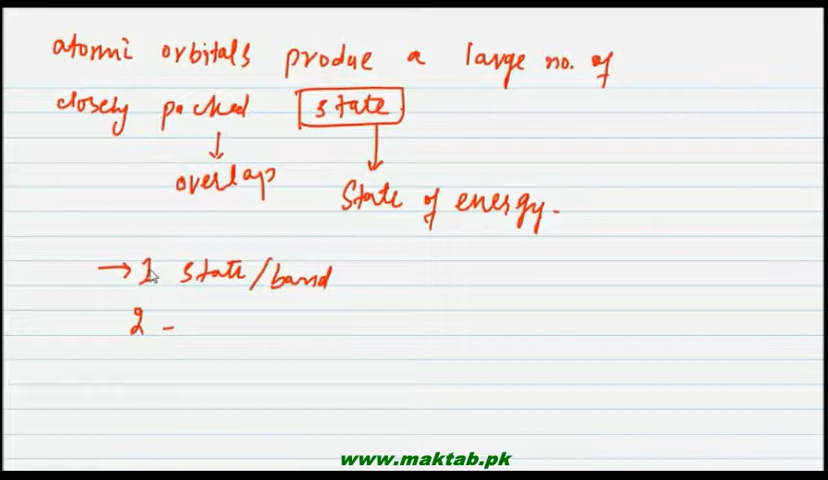 atomi orbitals produe a large no. of
closely packed state
overlap
State of energy.
→ 1 state/band
2 -
www.maktab.pk